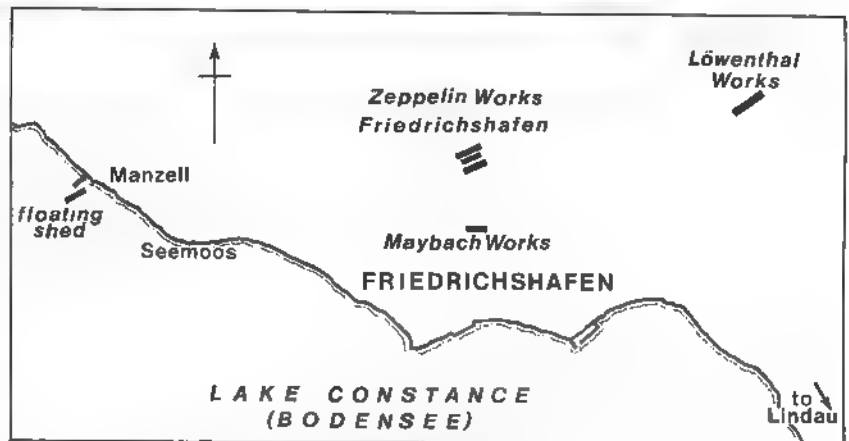 Löwenthal
Works
Zeppelin Works
Friedrichshafen
Manzell
floating
shed
Seemoos
Maybach Works
FRIEDRICHSHAFEN
LAKE CONSTANCE
(BODENSEE)
to
Lindau